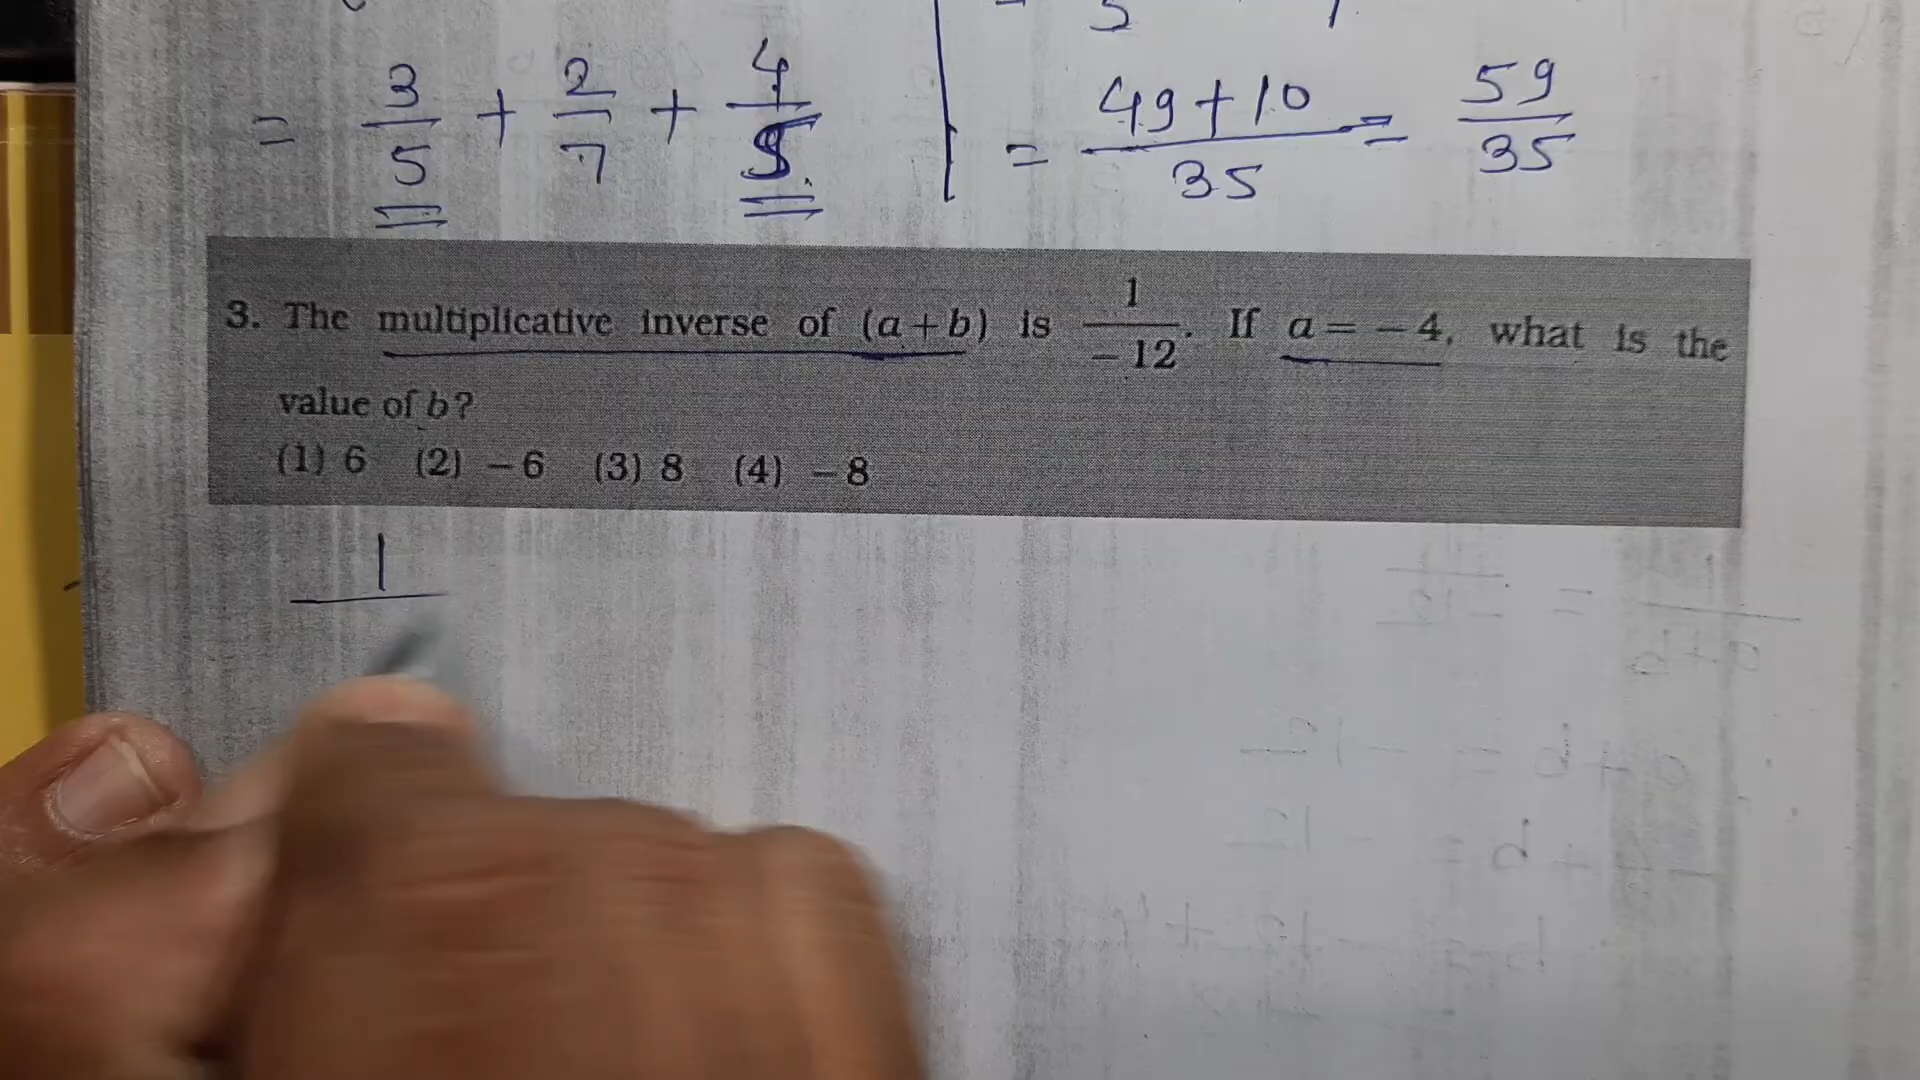 = 3/5 + 2/7 + 4/5
= (49+10)/35 = 59/35
3. The multiplicative inverse of (a+b) is 1/-12. If a = -4, what is the
value of b?
(1) 6 (2) -6 (3) 8 (4) -8
1